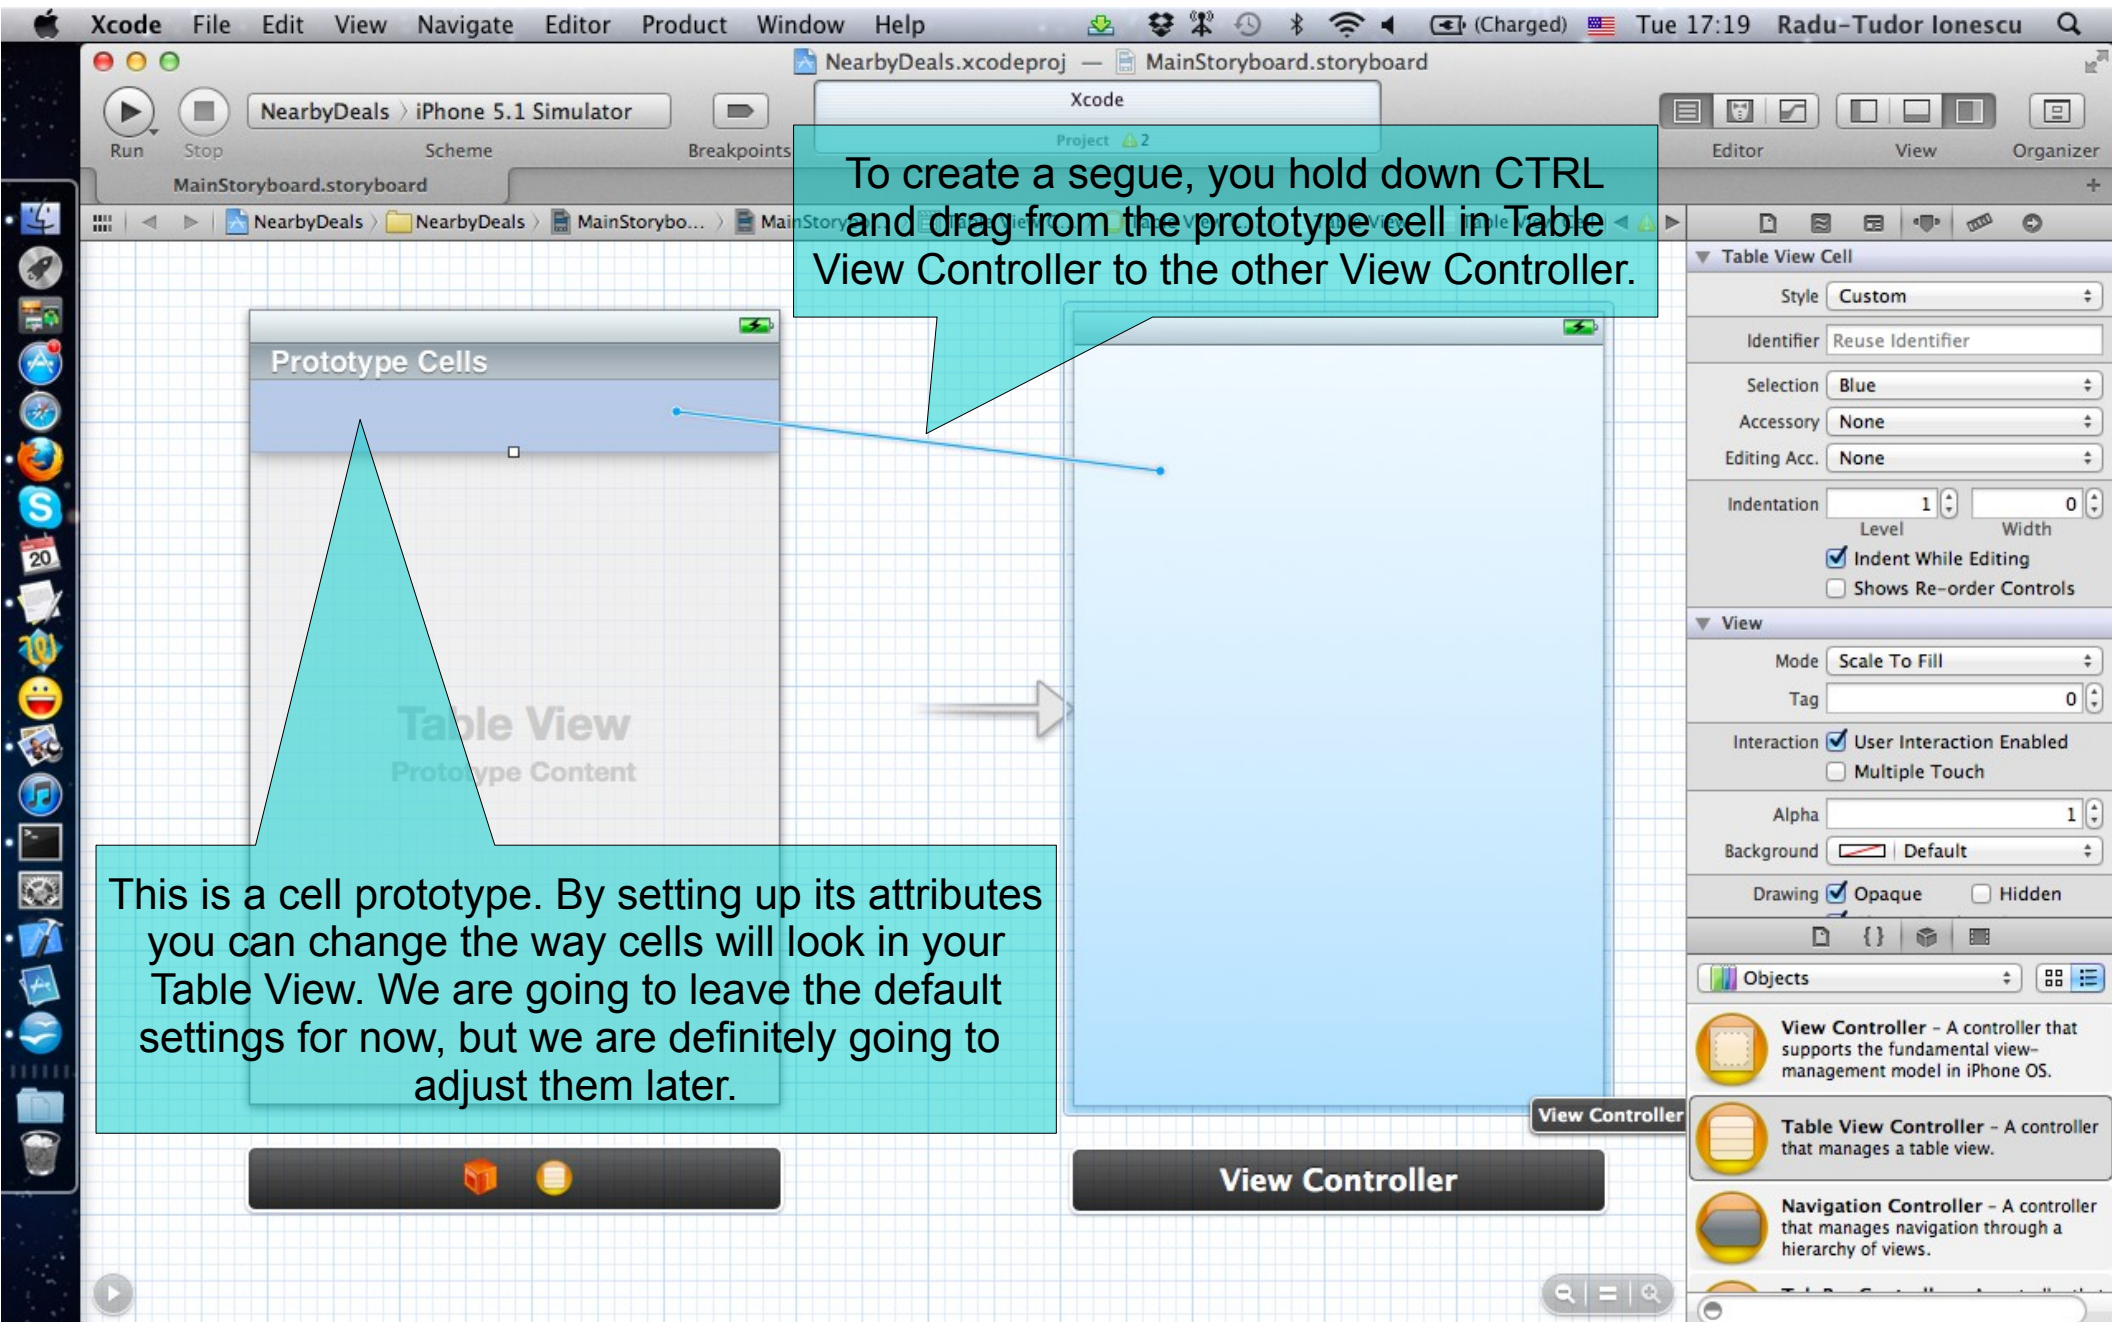 Xcode File Edit View Navigate Editor Product Window Help (Charged) Tue 17:19 Radu-Tudor Ionescu
NearbyDeals.xcodeproj — MainStoryboard.storyboard
NearbyDeals iPhone 5.1 Simulator
Xcode
Project 2
Run Stop Scheme Breakpoints Editor View Organizer
MainStoryboard.storyboard
NearbyDeals NearbyDeals MainStorybo...
To create a segue, you hold down CTRL
and drag from the prototype cell in Table
View Controller to the other View Controller.
Prototype Cells
Table View
Prototype Content
This is a cell prototype. By setting up its attributes
you can change the way cells will look in your
Table View. We are going to leave the default
settings for now, but we are definitely going to
adjust them later.
View Controller
View Controller
20
Table View Cell
Style Custom
Identifier Reuse Identifier
Selection Blue
Accessory None
Editing Acc. None
Indentation 1 0
Level Width
Indent While Editing
Shows Re-order Controls
View
Mode Scale To Fill
Tag 0
Interaction User Interaction Enabled
Multiple Touch
Alpha 1
Background Default
Drawing Opaque Hidden
{}
Objects
View Controller – A controller that
supports the fundamental view-
management model in iPhone OS.
Table View Controller – A controller
that manages a table view.
Navigation Controller – A controller
that manages navigation through a
hierarchy of views.